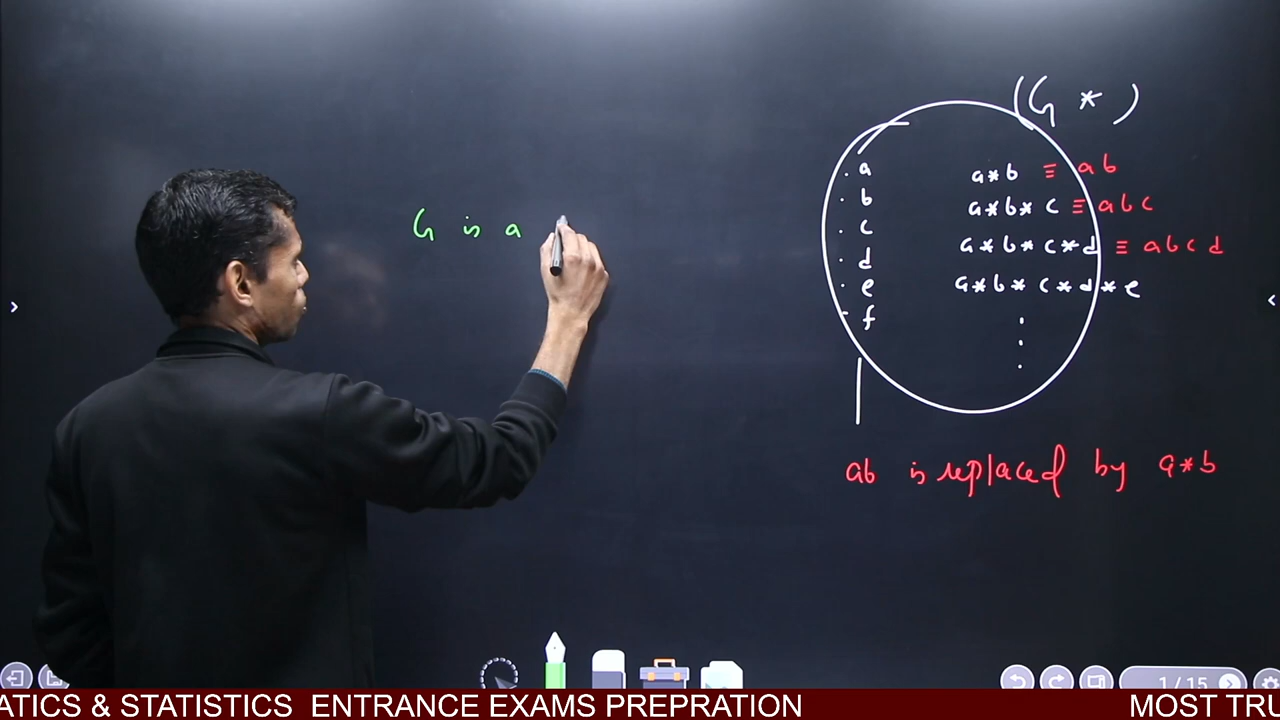 (G *)
a
b
c
d
e
f
a*b ≡ ab
a*b*c ≡ abc
a*b*c*d ≡ abcd
a*b*c*d*e
G is a
ab is replaced by a*b
1/15
ATICS & STATISTICS ENTRANCE EXAMS PREPRATION MOST TRU